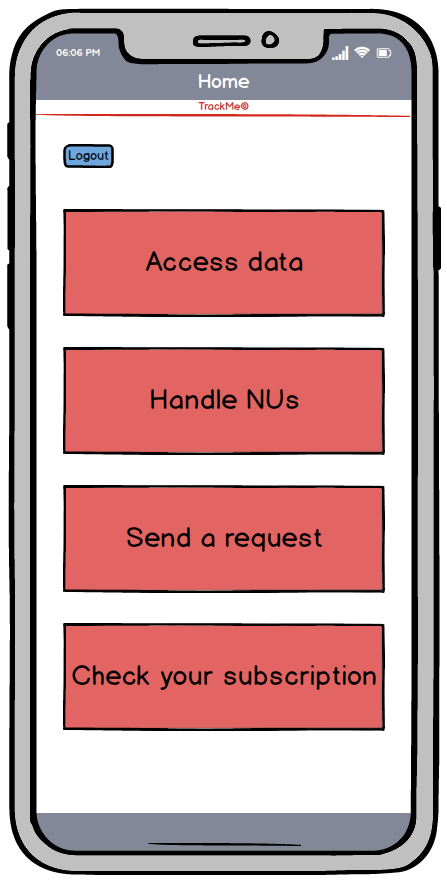 06:06 PM
Home
TrackMe©
Logout
Access data
Handle NUs
Send a request
Check your subscription